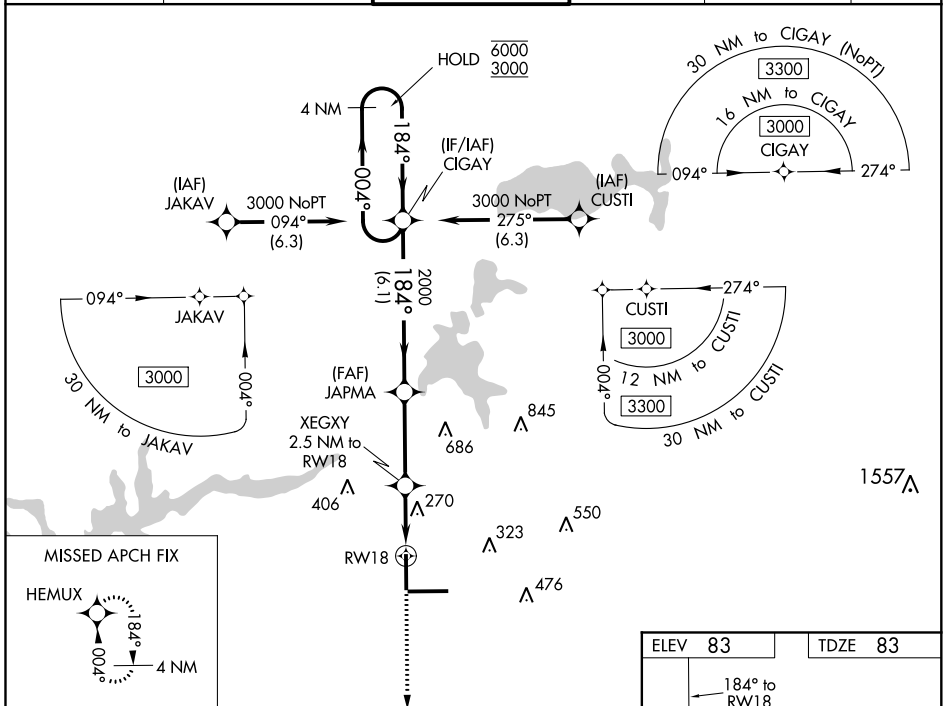 HOLD 6000
3000
4 NM
184°
004°
(IF/IAF)
CIGAY
30 NM to CIGAY (NoPT)
3300
16 NM to CIGAY
3000
CIGAY
094°
274°
(IAF)
JAKAV
3000 NoPT
094°
(6.3)
(IAF)
CUSTI
3000 NoPT
275°
(6.3)
2000
184°
(6.1)
094°
JAKAV
3000
004°
30 NM to JAKAV
274°
CUSTI
3000
12 NM to CUSTI
004°
3300
30 NM to CUSTI
(FAF)
JAPMA
XEGXY
2.5 NM to
RW18
686
845
406
270
1557
323
550
RW18
476
MISSED APCH FIX
HEMUX
184°
004°
4 NM
ELEV 83
TDZE 83
184° to
RW18